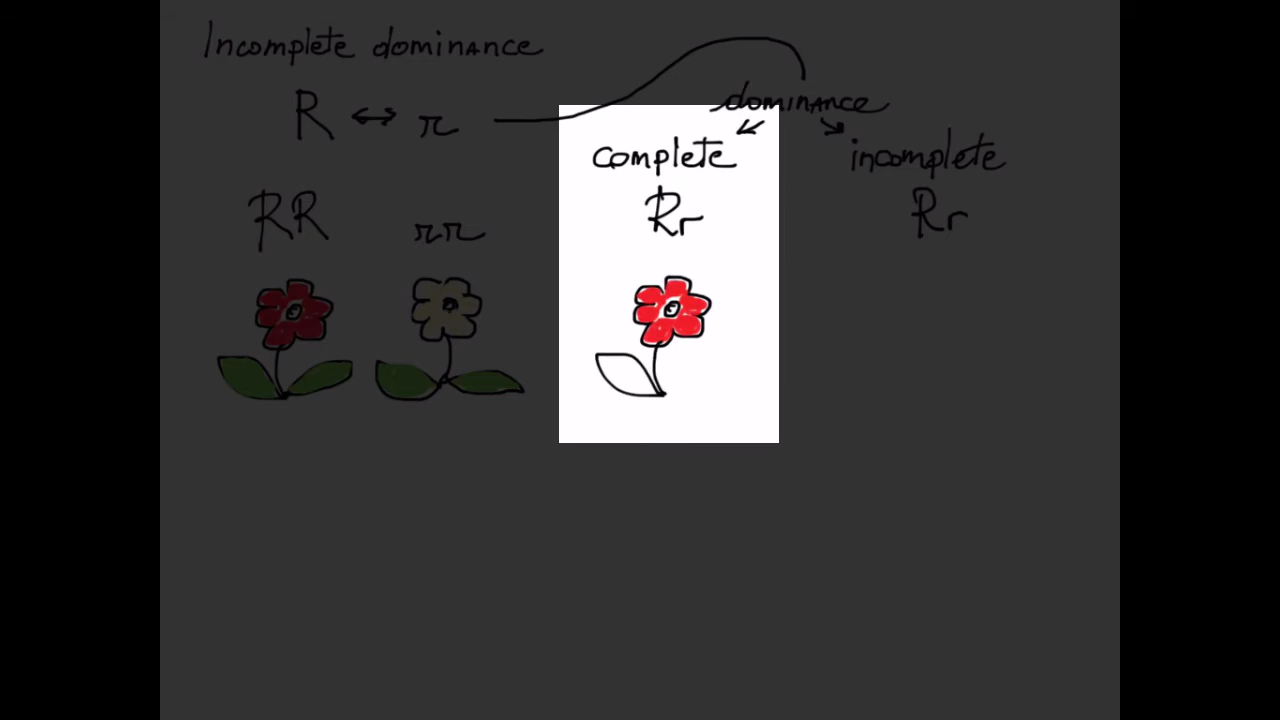 Incomplete dominance
R ↔ r
dominance
complete
incomplete
RR
rr
Rr
Rr